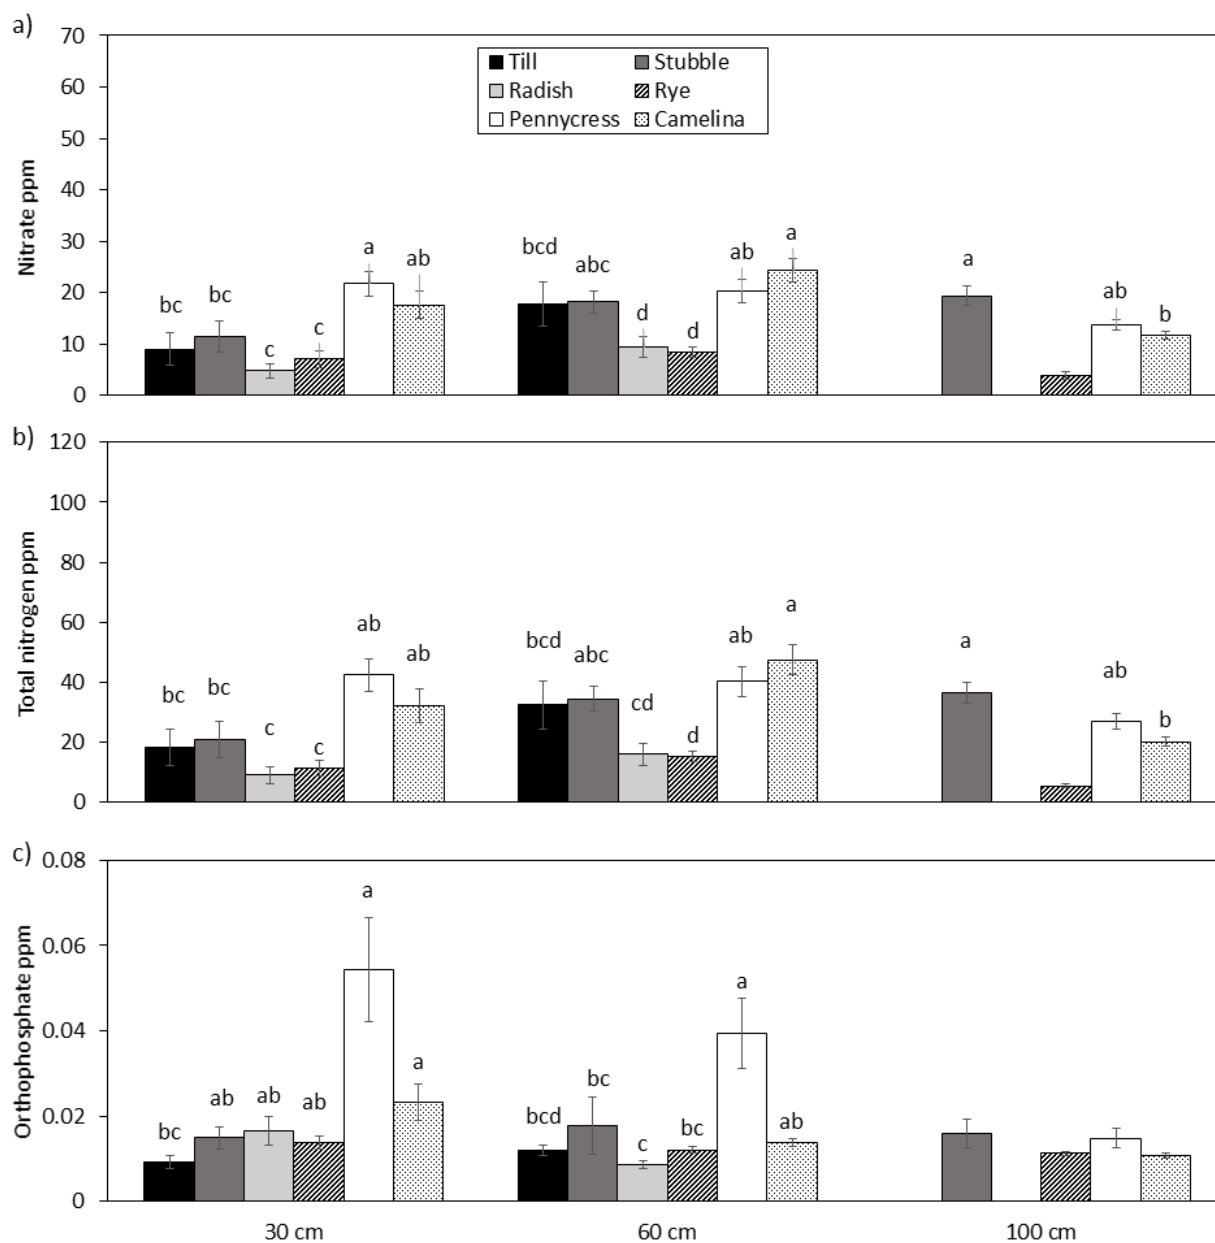 a)
70
60
50
40
30
20
10
0
Nitrate ppm
Till Stubble
Radish Rye
Pennycress Camelina
bc bc c c a ab
bcd abc d d ab a
a ab b
b)
120
100
80
60
40
20
0
Total nitrogen ppm
bc bc c c ab ab
bcd abc cd d ab a
a ab b
c)
0.08
0.06
0.04
0.02
0
Orthophosphate ppm
bc ab ab ab a a
bcd bc c bc a ab
30 cm 60 cm 100 cm